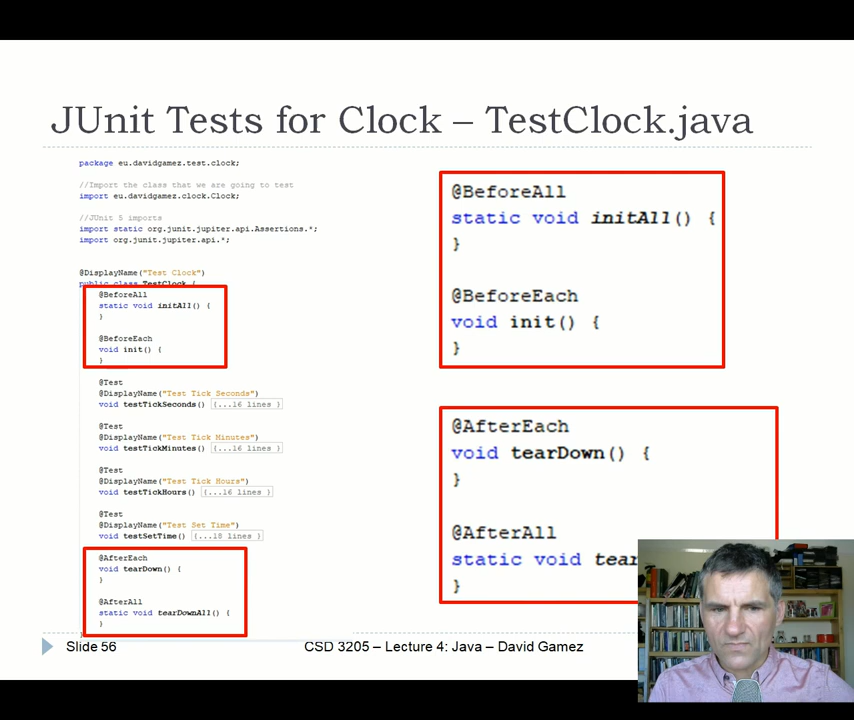 JUnit Tests for Clock – TestClock.java
package eu.davidgamez.test.clock;
//Import the class that we are going to test
import eu.davidgamez.clock.Clock;
//JUnit 5 imports
import static org.junit.jupiter.api.Assertions.*;
import org.junit.jupiter.api.*;
@DisplayName("Test Clock")
public class TestClock {
@BeforeAll
static void initAll() {
}
@BeforeEach
void init() {
}
@Test
@DisplayName("Test Tick Seconds")
void testTickSeconds() {...16 lines }
@Test
@DisplayName("Test Tick Minutes")
void testTickMinutes() {...16 lines }
@Test
@DisplayName("Test Tick Hours")
void testTickHours() {...16 lines }
@Test
@DisplayName("Test Set Time")
void testSetTime() {...18 lines }
@AfterEach
void tearDown() {
}
@AfterAll
static void tearDownAll() {
}
}
@BeforeAll
static void initAll() {
}
@BeforeEach
void init() {
}
@AfterEach
void tearDown() {
}
@AfterAll
static void tear
}
Slide 56
CSD 3205 – Lecture 4: Java – David Gamez